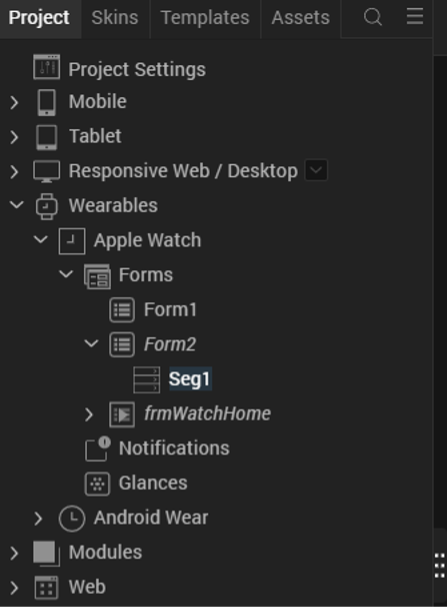 Project Skins Templates Assets
Project Settings
Mobile
Tablet
Responsive Web / Desktop
Wearables
Apple Watch
Forms
Form1
Form2
Seg1
frmWatchHome
Notifications
Glances
Android Wear
Modules
Web